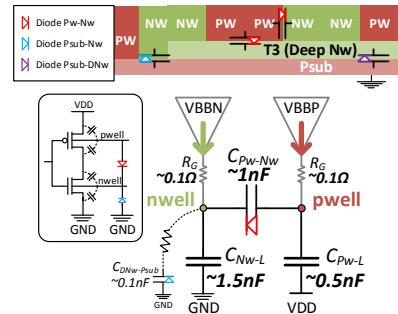 Diode Pw-Nw
Diode Psub-Nw
Diode Psub-DNw
PW NW NW PW PW NW PW
T3 (Deep Nw)
Psub
VDD
pwell
nwell
GND GND
VBBN VBBP
R_G
~0.1Ω
C_Pw-Nw
~1nF
R_G
~0.1Ω
nwell pwell
C_DNw-Psub
~0.1nF
GND
C_Nw-L
~1.5nF
GND
C_Pw-L
~0.5nF
VDD